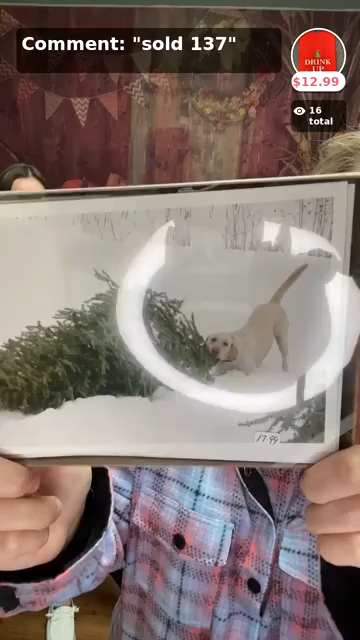 Comment: "sold 137"
DRINK
UP
$12.99
16
total
17.99